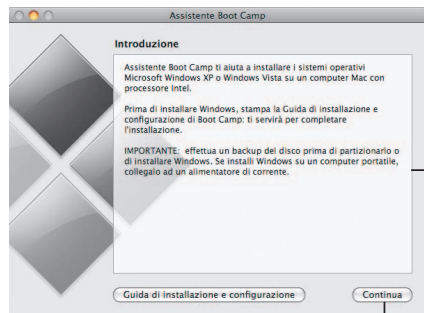 Assistente Boot Camp
Introduzione
Assistente Boot Camp ti aiuta a installare i sistemi operativi
Microsoft Windows XP o Windows Vista su un computer Mac con
processore Intel.
Prima di installare Windows, stampa la Guida di installazione e
configurazione di Boot Camp: ti servirà per completare
l'installazione.
IMPORTANTE: effettua un backup del disco prima di partizionarlo o
di installare Windows. Se installi Windows su un computer portatile,
collegalo ad un alimentatore di corrente.
Guida di installazione e configurazione
Continua